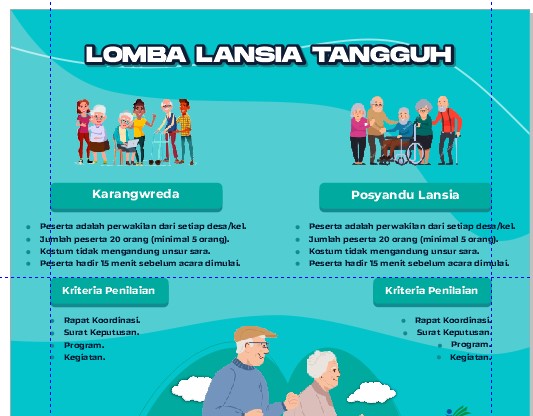 LOMBA LANSIA TANGGUH
Karangwreda
Peserta adalah perwakilan dari setiap desa/kel.
Jumlah peserta 20 orang (minimal 5 orang).
Kostum tidak mengandung unsur sara.
Peserta hadir 15 menit sebelum acara dimulai.
Posyandu Lansia
Peserta adalah perwakilan dari setiap desa/kel.
Jumlah peserta 20 orang (minimal 5 orang).
Kostum tidak mengandung unsur sara.
Peserta hadir 15 menit sebelum acara dimulai.
Kriteria Penilaian
Rapat Koordinasi.
Surat Keputusan.
Program.
Kegiatan.
Kriteria Penilaian
Rapat Koordinasi.
Surat Keputusan.
Program.
Kegiatan.